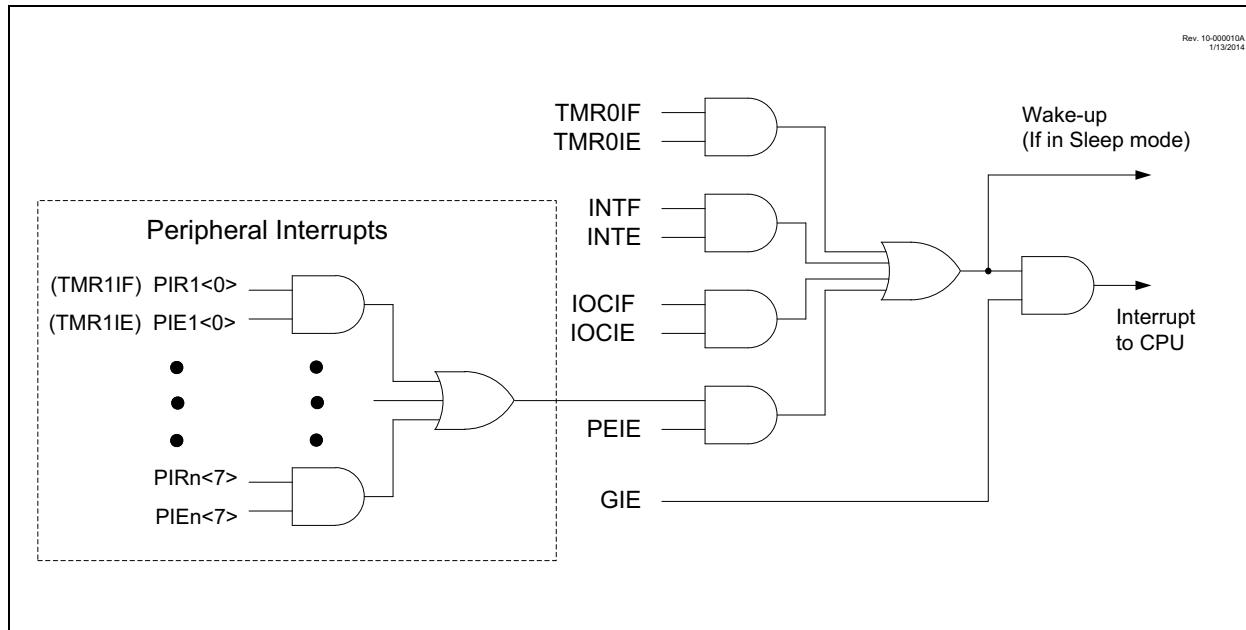 Rev. 10-000010A
1/13/2014
TMR0IF
TMR0IE
Wake-up
(If in Sleep mode)
INTF
INTE
Peripheral Interrupts
(TMR1IF) PIR1<0>
(TMR1IE) PIE1<0>
IOCIF
IOCIE
Interrupt
to CPU
PEIE
PIRn<7>
PIEn<7>
GIE